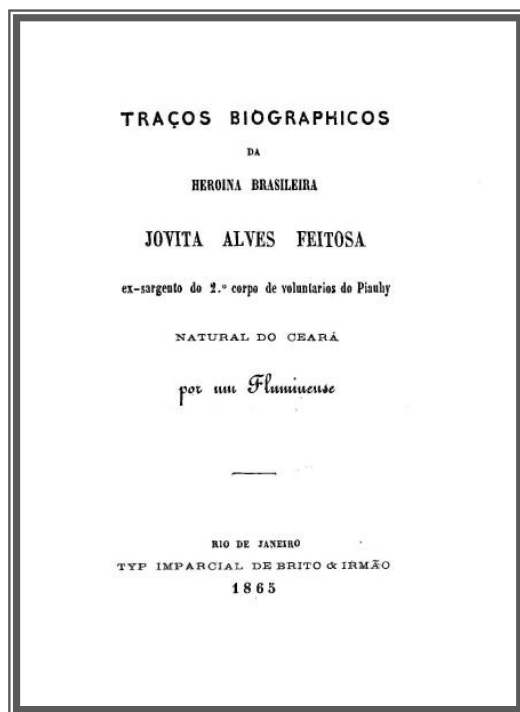 TRAÇOS BIOGRAPHICOS
DA
HEROINA BRASILEIRA
JOVITA ALVES FEITOSA
ex-sargento do 2.º corpo de voluntarios do Piauhy
NATURAL DO CEARÁ
por um Fluminense
RIO DE JANEIRO
TYP IMPARCIAL DE BRITO & IRMÃO
1865